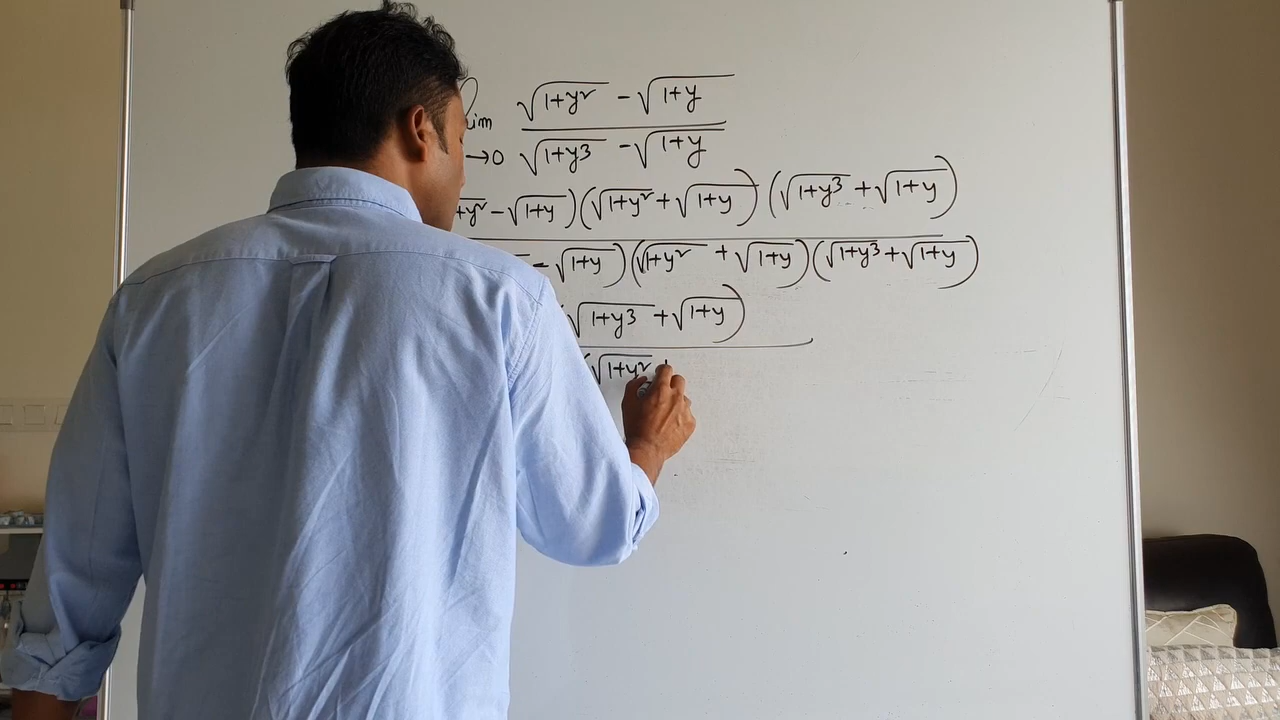 lim √(1+y²) - √(1+y)
→0 √(1+y3) - √(1+y)
+y² - √(1+y) )(√(1+y²) + √(1+y) ) (√(1+y³) + √(1+y) )
- √(1+y) )(√(1+y²) + √(1+y) )(√(1+y³) + √(1+y) )
(√(1+y3) + √(1+y) )
(√(1+y²) +